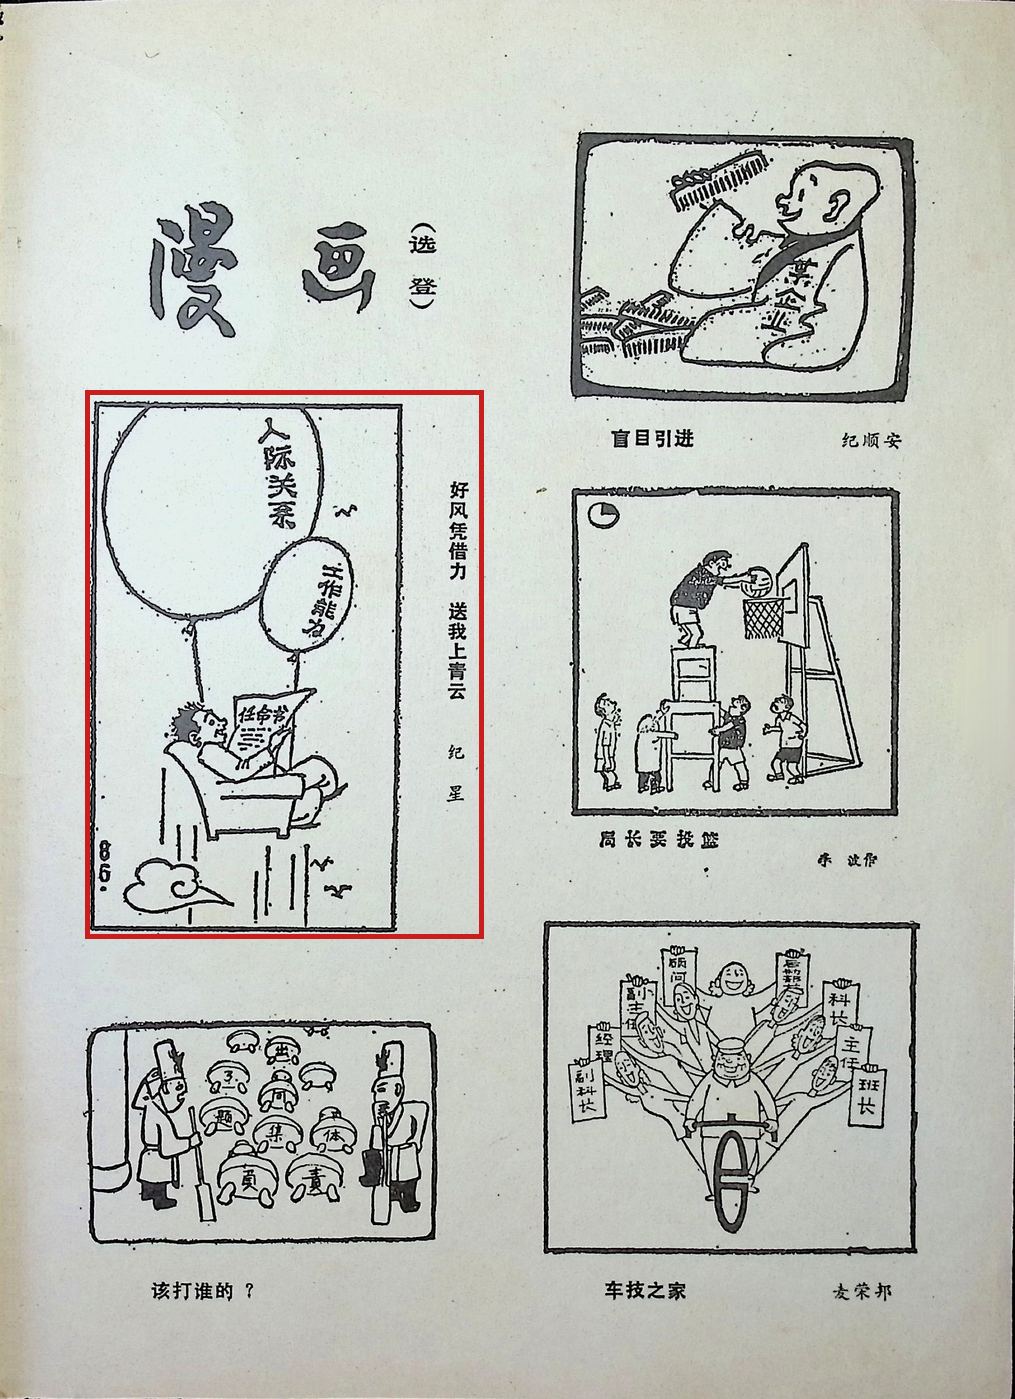 漫画
（选登）
某企业
盲目引进
纪顺安
人际关系
工作能力
任命书
86.
好风凭借力 送我上青云
纪星
局长要投篮
李波作
出
了
问
题
集
体
负
责
该打谁的？
顾问
副主任
经理
副科长
科长
主任
班长
车技之家
麦荣邦